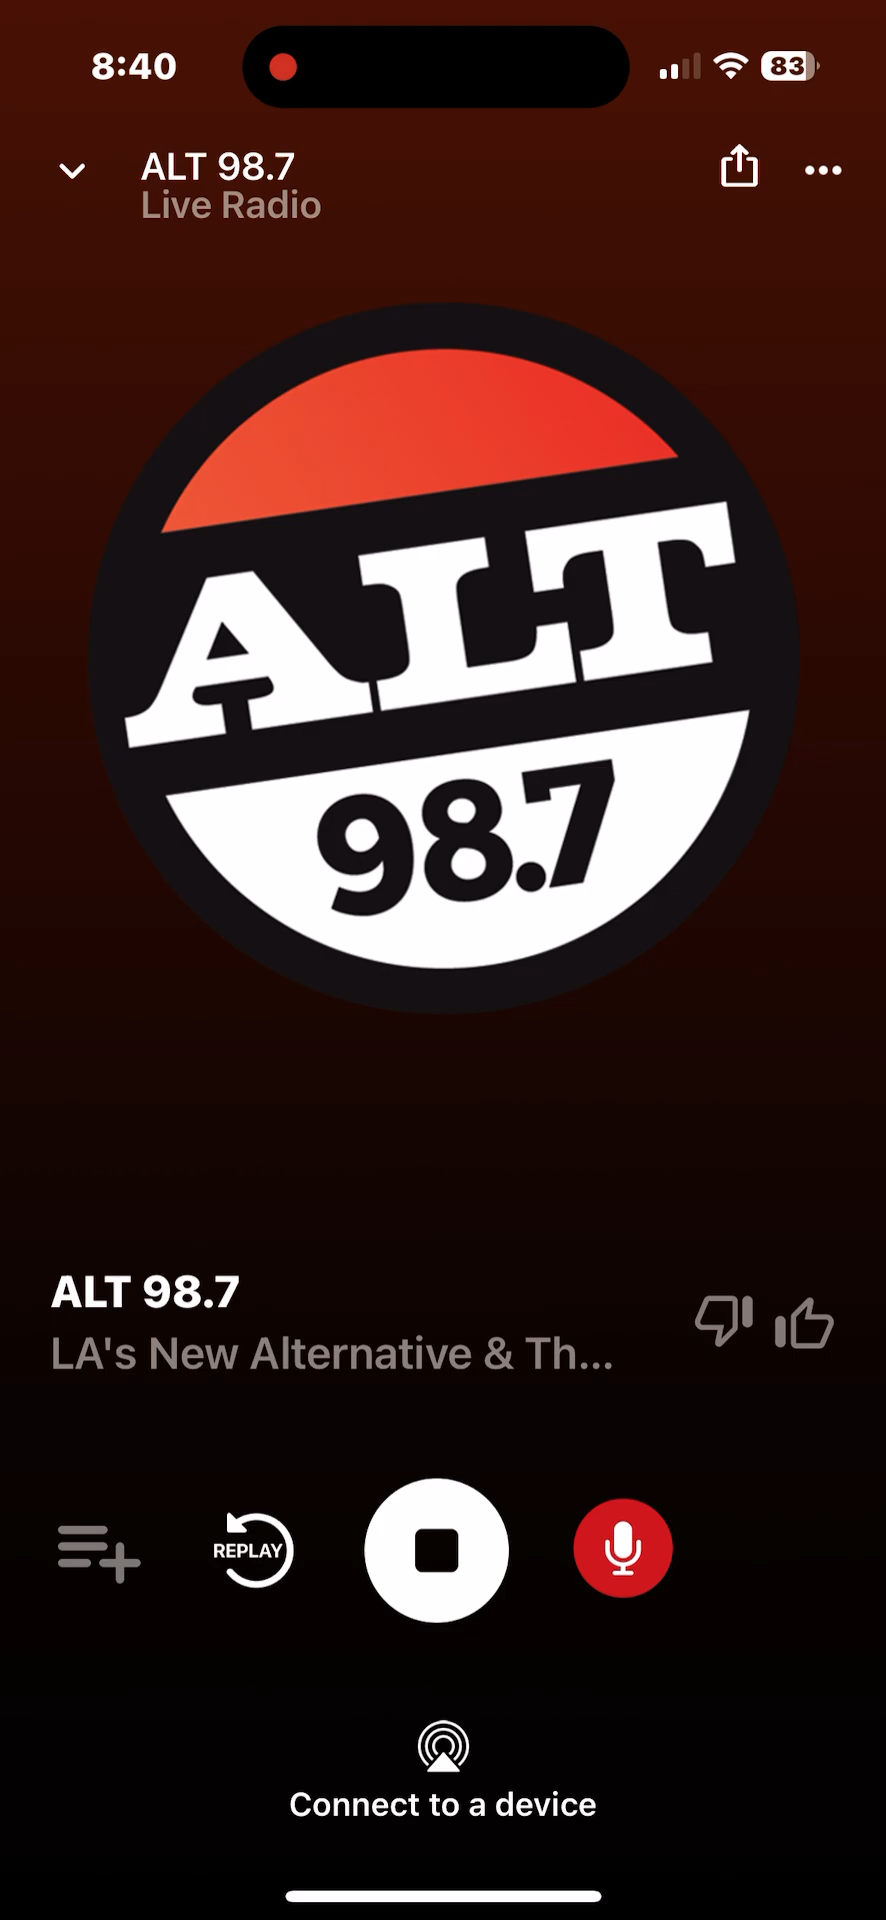 8:40
83
ALT 98.7
Live Radio
ALT
98.7
ALT 98.7
LA's New Alternative & Th...
REPLAY
Connect to a device